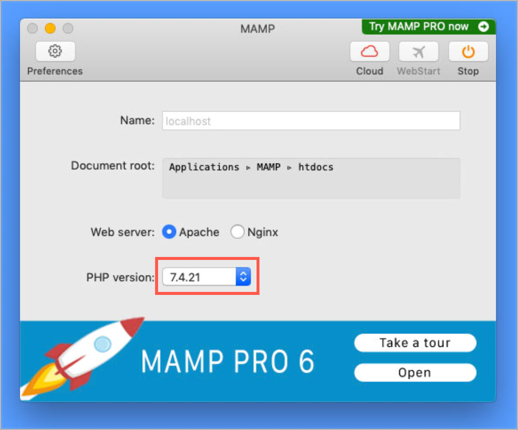 MAMP
Try MAMP PRO now
Preferences
Cloud WebStart Stop
Name: localhost
Document root: Applications ▸ MAMP ▸ htdocs
Web server: Apache Nginx
PHP version: 7.4.21
MAMP PRO 6
Take a tour
Open